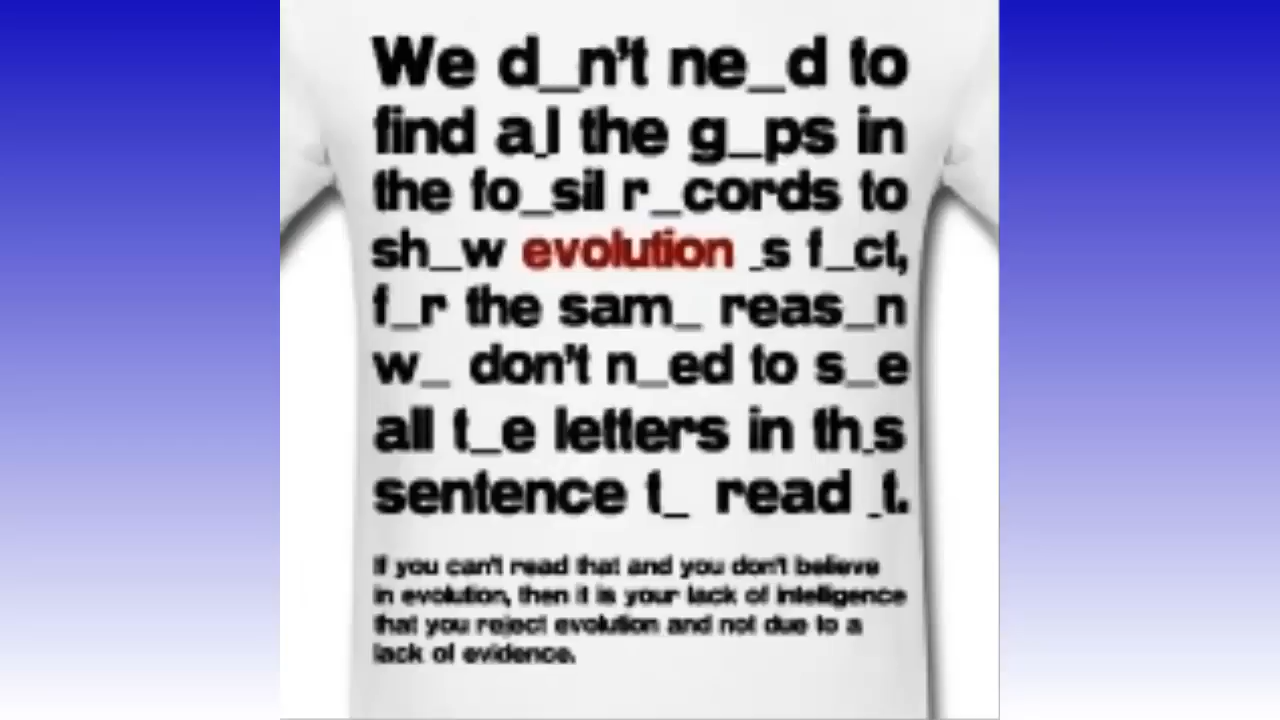 We d_n't ne_d to
find a_l the g_ps in
the fo_sil r_cords to
sh_w evolution _s f_ct,
f_r the sam_ reas_n
w_ don't n_ed to s_e
all t_e letters in th_s
sentence t_ read _t.
If you can't read that and you don't believe
in evolution, then it is your lack of intelligence
that you reject evolution and not due to a
lack of evidence.